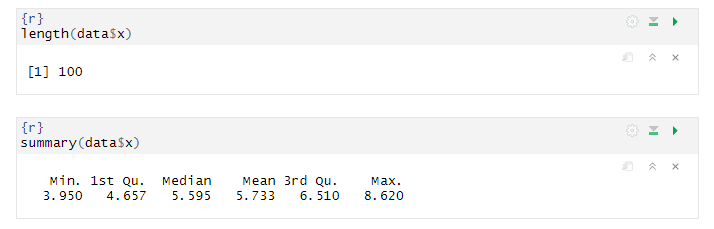 {r}
length(data$x)
[1] 100
{r}
summary(data$x)
Min. 1st Qu. Median Mean 3rd Qu. Max.
3.950 4.657 5.595 5.733 6.510 8.620